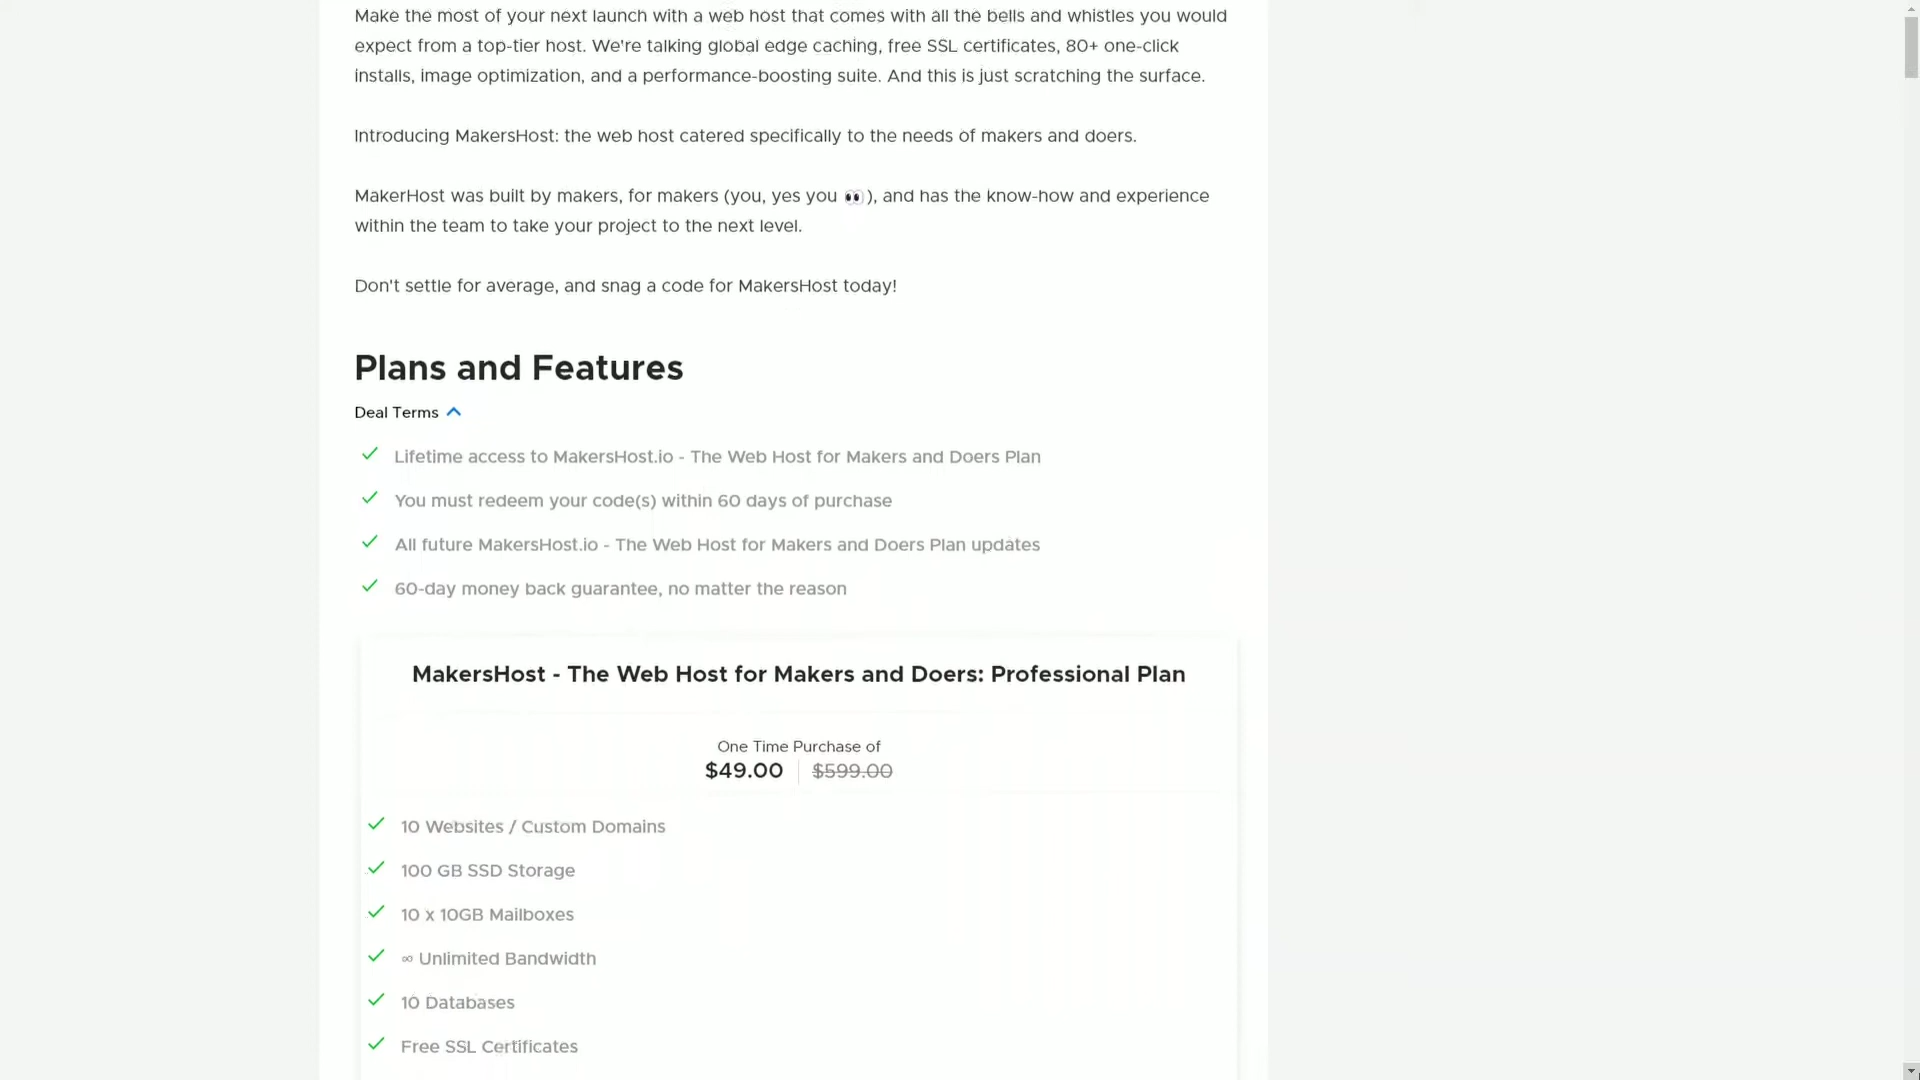 Make the most of your next launch with a web host that comes with all the bells and whistles you would
expect from a top-tier host. We're talking global edge caching, free SSL certificates, 80+ one-click
installs, image optimization, and a performance-boosting suite. And this is just scratching the surface.
Introducing MakersHost: the web host catered specifically to the needs of makers and doers.
MakerHost was built by makers, for makers (you, yes you 👀), and has the know-how and experience
within the team to take your project to the next level.
Don't settle for average, and snag a code for MakersHost today!
Plans and Features
Deal Terms
Lifetime access to MakersHost.io - The Web Host for Makers and Doers Plan
You must redeem your code(s) within 60 days of purchase
All future MakersHost.io - The Web Host for Makers and Doers Plan updates
60-day money back guarantee, no matter the reason
MakersHost - The Web Host for Makers and Doers: Professional Plan
One Time Purchase of
$49.00 $599.00
10 Websites / Custom Domains
100 GB SSD Storage
10 x 10GB Mailboxes
∞ Unlimited Bandwidth
10 Databases
Free SSL Certificates